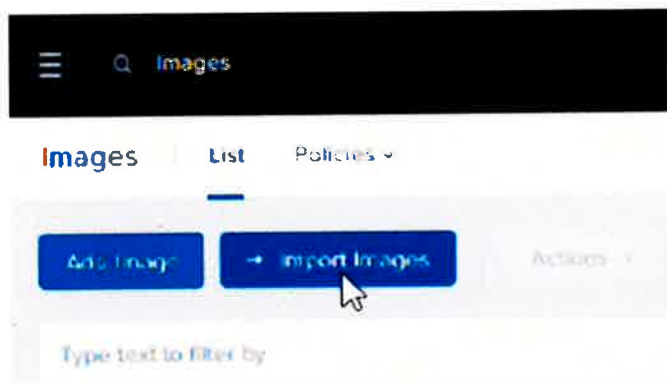 Images
Images List Policies
Add Image → Import Images Actions
Type text to filter by